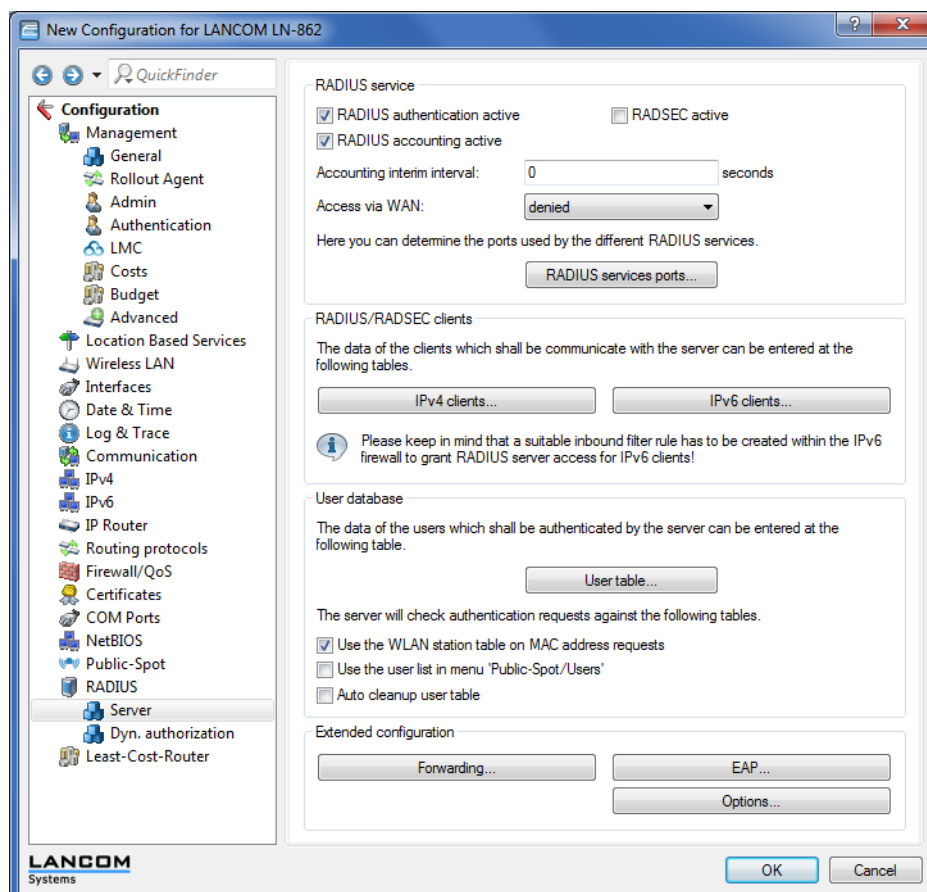 New Configuration for LANCOM LN-862
QuickFinder
Configuration
Management
General
Rollout Agent
Admin
Authentication
LMC
Costs
Budget
Advanced
Location Based Services
Wireless LAN
Interfaces
Date & Time
Log & Trace
Communication
IPv4
IPv6
IP Router
Routing protocols
Firewall/QoS
Certificates
COM Ports
NetBIOS
Public-Spot
RADIUS
Server
Dyn. authorization
Least-Cost-Router
RADIUS service
RADIUS authentication active RADSEC active
RADIUS accounting active
Accounting interim interval: 0 seconds
Access via WAN: denied
Here you can determine the ports used by the different RADIUS services.
RADIUS services ports...
RADIUS/RADSEC clients
The data of the clients which shall be communicate with the server can be entered at the
following tables.
IPv4 clients... IPv6 clients...
Please keep in mind that a suitable inbound filter rule has to be created within the IPv6
firewall to grant RADIUS server access for IPv6 clients!
User database
The data of the users which shall be authenticated by the server can be entered at the
following table.
User table...
The server will check authentication requests against the following tables.
Use the WLAN station table on MAC address requests
Use the user list in menu 'Public-Spot/Users'
Auto cleanup user table
Extended configuration
Forwarding... EAP...
Options...
LANCOM
Systems
OK Cancel